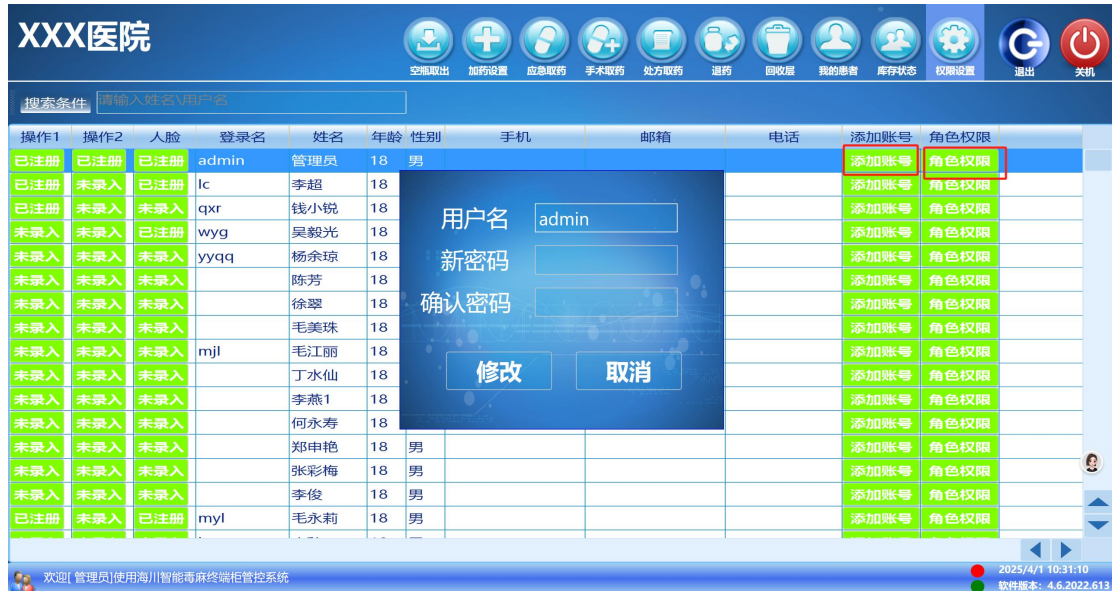 XXX医院
空瓶取出 加药设置 应急取药 手术取药 处方取药 退药 回收层 我的患者 库存状态 权限设置 退出 关机
搜索条件 请输入姓名\用户名
操作1 操作2 人脸 登录名 姓名 年龄 性别 手机 邮箱 电话 添加账号 角色权限
已注册 已注册 已注册 admin 管理员 18 男 添加账号 角色权限
已注册 未录入 已注册 lc 李超 18 添加账号 角色权限
已注册 未录入 未录入 qxr 钱小锐 18 添加账号 角色权限
未录入 未录入 已注册 wyg 吴毅光 18 添加账号 角色权限
未录入 未录入 未录入 yyqq 杨余琼 18 添加账号 角色权限
未录入 未录入 未录入 陈芳 18 添加账号 角色权限
未录入 未录入 未录入 徐翠 18 添加账号 角色权限
未录入 未录入 未录入 毛美珠 18 添加账号 角色权限
未录入 未录入 未录入 mjl 毛江丽 18 添加账号 角色权限
未录入 未录入 未录入 丁水仙 18 添加账号 角色权限
未录入 未录入 未录入 李燕1 18 添加账号 角色权限
未录入 未录入 未录入 何永寿 18 添加账号 角色权限
未录入 未录入 未录入 郑申艳 18 男 添加账号 角色权限
未录入 未录入 未录入 张彩梅 18 男 添加账号 角色权限
未录入 未录入 未录入 李俊 18 男 添加账号 角色权限
已注册 未录入 已注册 myl 毛永莉 18 男 添加账号 角色权限
用户名 admin
新密码
确认密码
修改 取消
欢迎[ 管理员]使用海川智能毒麻终端柜管控系统
2025/4/1 10:31:10
软件版本： 4.6.2022.613